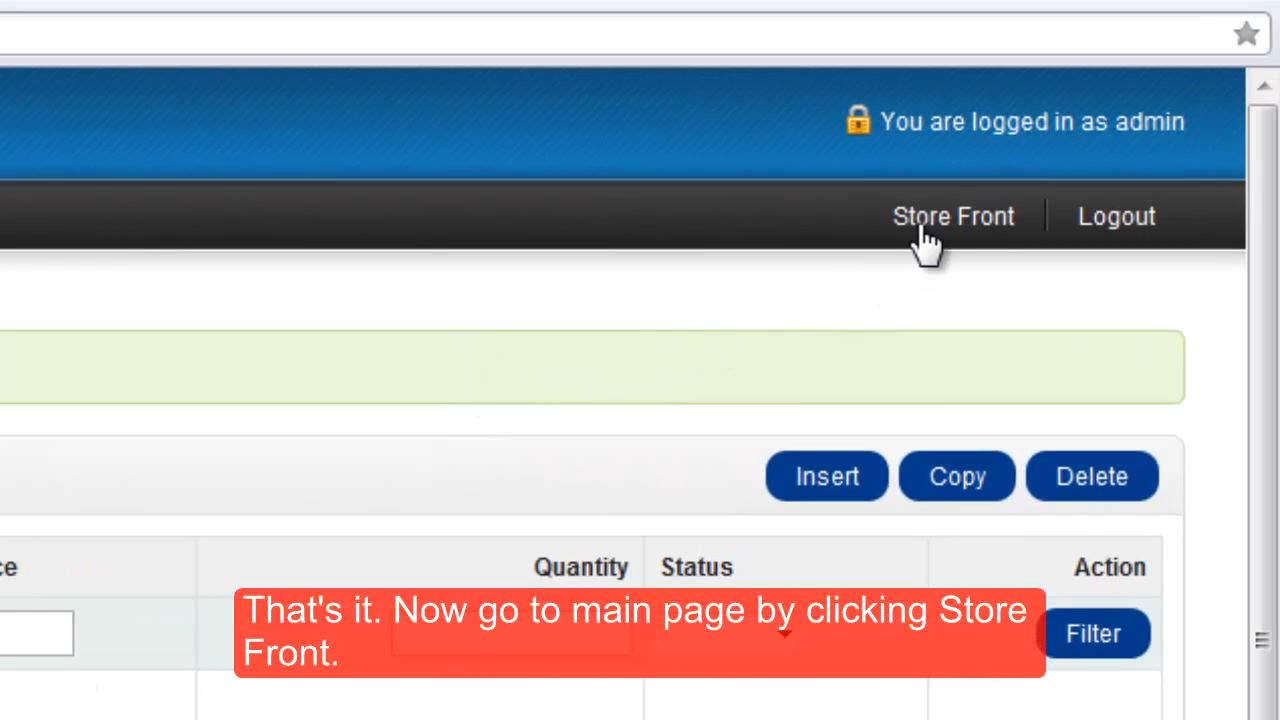 You are logged in as admin
Store Front
Logout
Insert
Copy
Delete
ce
Quantity
Status
Action
Filter
That's it. Now go to main page by clicking Store
Front.